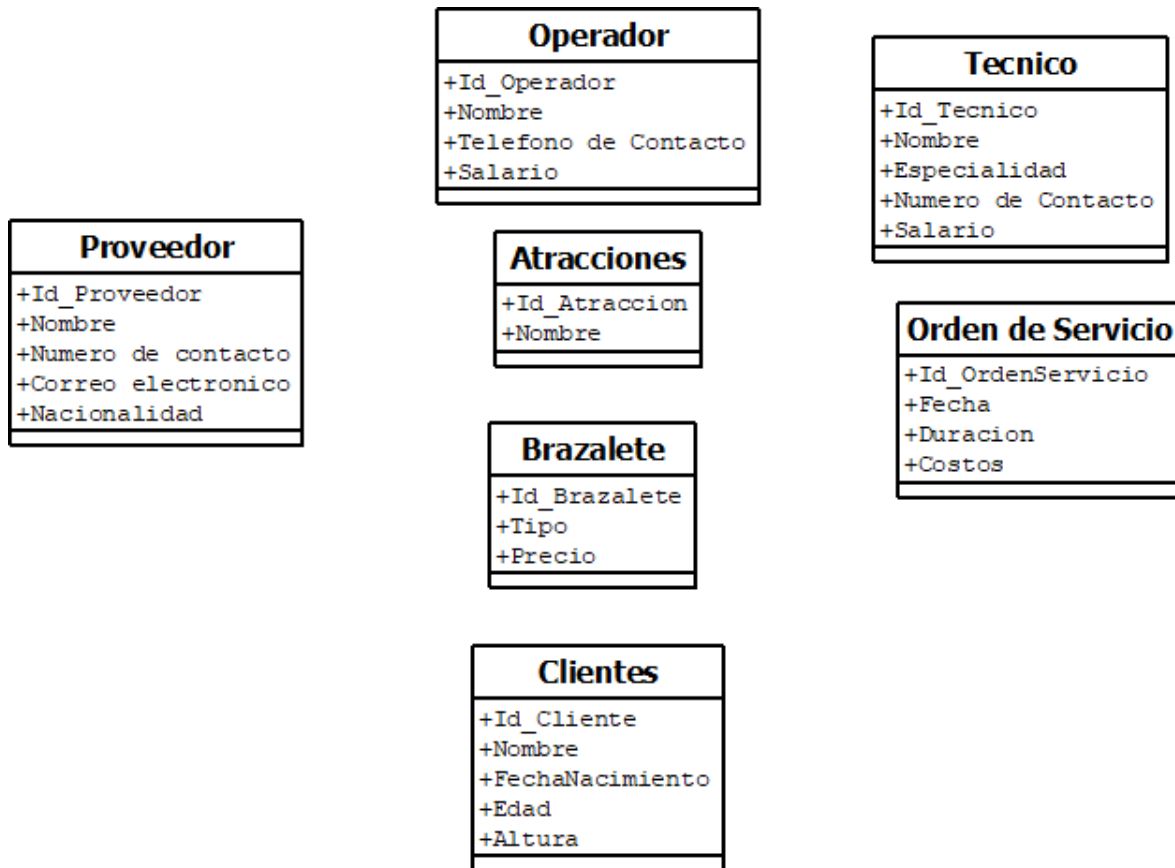 Operador
+Id_Operador
+Nombre
+Telefono de Contacto
+Salario
Tecnico
+Id_Tecnico
+Nombre
+Especialidad
+Numero de Contacto
+Salario
Proveedor
+Id_Proveedor
+Nombre
+Numero de contacto
+Correo electronico
+Nacionalidad
Atracciones
+Id_Atraccion
+Nombre
Orden de Servicio
+Id_OrdenServicio
+Fecha
+Duracion
+Costos
Brazalete
+Id_Brazalete
+Tipo
+Precio
Clientes
+Id_Cliente
+Nombre
+FechaNacimiento
+Edad
+Altura